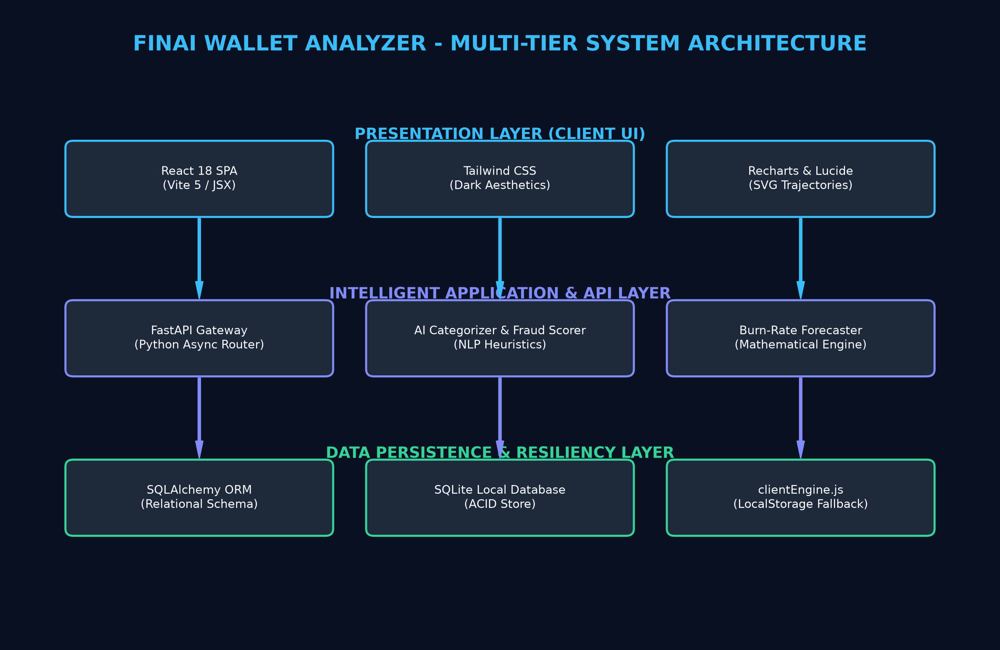 FINAI WALLET ANALYZER - MULTI-TIER SYSTEM ARCHITECTURE
PRESENTATION LAYER (CLIENT UI)
React 18 SPA
(Vite 5 / JSX)
Tailwind CSS
(Dark Aesthetics)
Recharts & Lucide
(SVG Trajectories)
INTELLIGENT APPLICATION & API LAYER
FastAPI Gateway
(Python Async Router)
AI Categorizer & Fraud Scorer
(NLP Heuristics)
Burn-Rate Forecaster
(Mathematical Engine)
DATA PERSISTENCE & RESILIENCY LAYER
SQLAlchemy ORM
(Relational Schema)
SQLite Local Database
(ACID Store)
clientEngine.js
(LocalStorage Fallback)